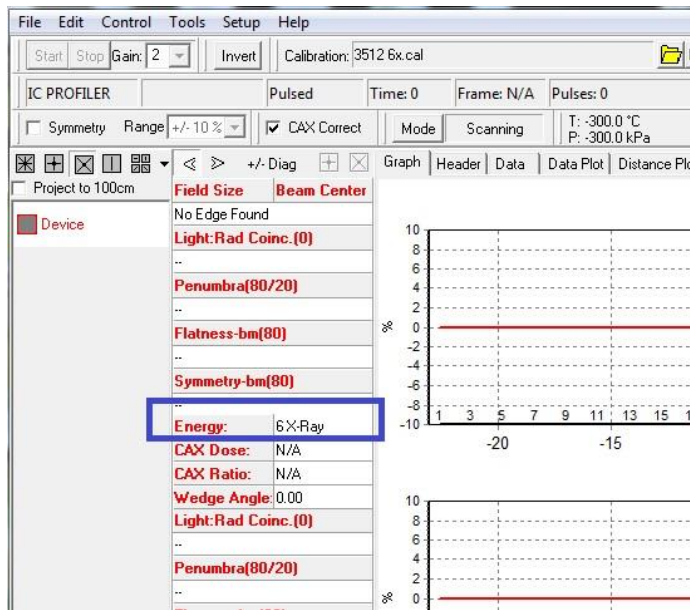 File Edit Control Tools Setup Help
Start Stop Gain: 2 Invert Calibration: 3512 6x.cal
IC PROFILER Pulsed Time: 0 Frame: N/A Pulses: 0
Symmetry Range +/- 10 % CAX Correct Mode Scanning T: -300.0 °C
P: -300.0 kPa
+/- Diag Graph Header Data Data Plot Distance
Project to 100cm Field Size Beam Center
No Edge Found
Device
Light:Rad Coinc.(0)
--
Penumbra(80/20)
--
Flatness-bm(80)
--
Symmetry-bm(80)
--
Energy: 6 X-Ray
CAX Dose: N/A
CAX Ratio: N/A
Wedge Angle: 0.00
Light:Rad Coinc.(0)
--
Penumbra(80/20)
--
10
8
6
4
2
% 0
-2
-4
-6
-8
-10
1 3 5 7 9 11 13 15
-20 -15
10
8
6
4
2
% 0